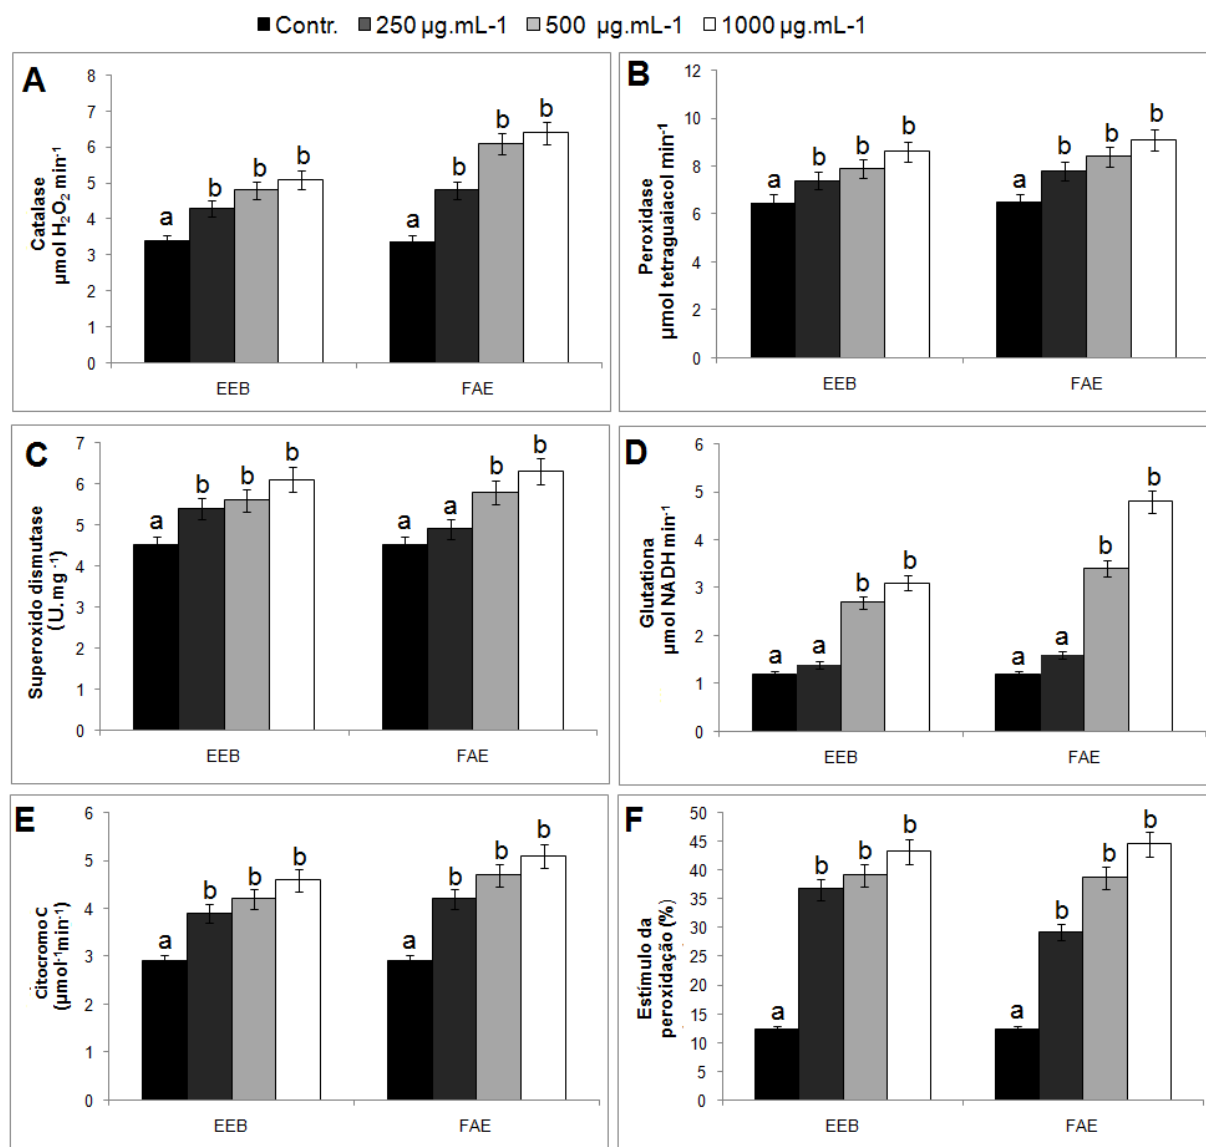 Contr. 250 µg.mL-1 500 µg.mL-1 1000 µg.mL-1
A
Catalase
µmol H₂O₂ min⁻¹
8
7
6
5
4
3
2
1
0
a b b b a b b b
EEB FAE
B
Peroxidase
µmol tetraguaiacol min⁻¹
12
10
8
6
4
2
0
a b b b a b b b
EEB FAE
C
Superoxido dismutase
(U.mg⁻¹)
7
6
5
4
3
2
1
0
a b b b a a b b
EEB FAE
D
Glutationa
µmol NADH min⁻¹
6
5
4
3
2
1
0
a a b b a a b b
EEB FAE
E
Citocromo C
(µmol⁻¹min⁻¹)
6
5
4
3
2
1
0
a b b b a b b b
EEB FAE
F
Estímulo da
peroxidação (%)
50
45
40
35
30
25
20
15
10
5
0
a b b b a b b b
EEB FAE